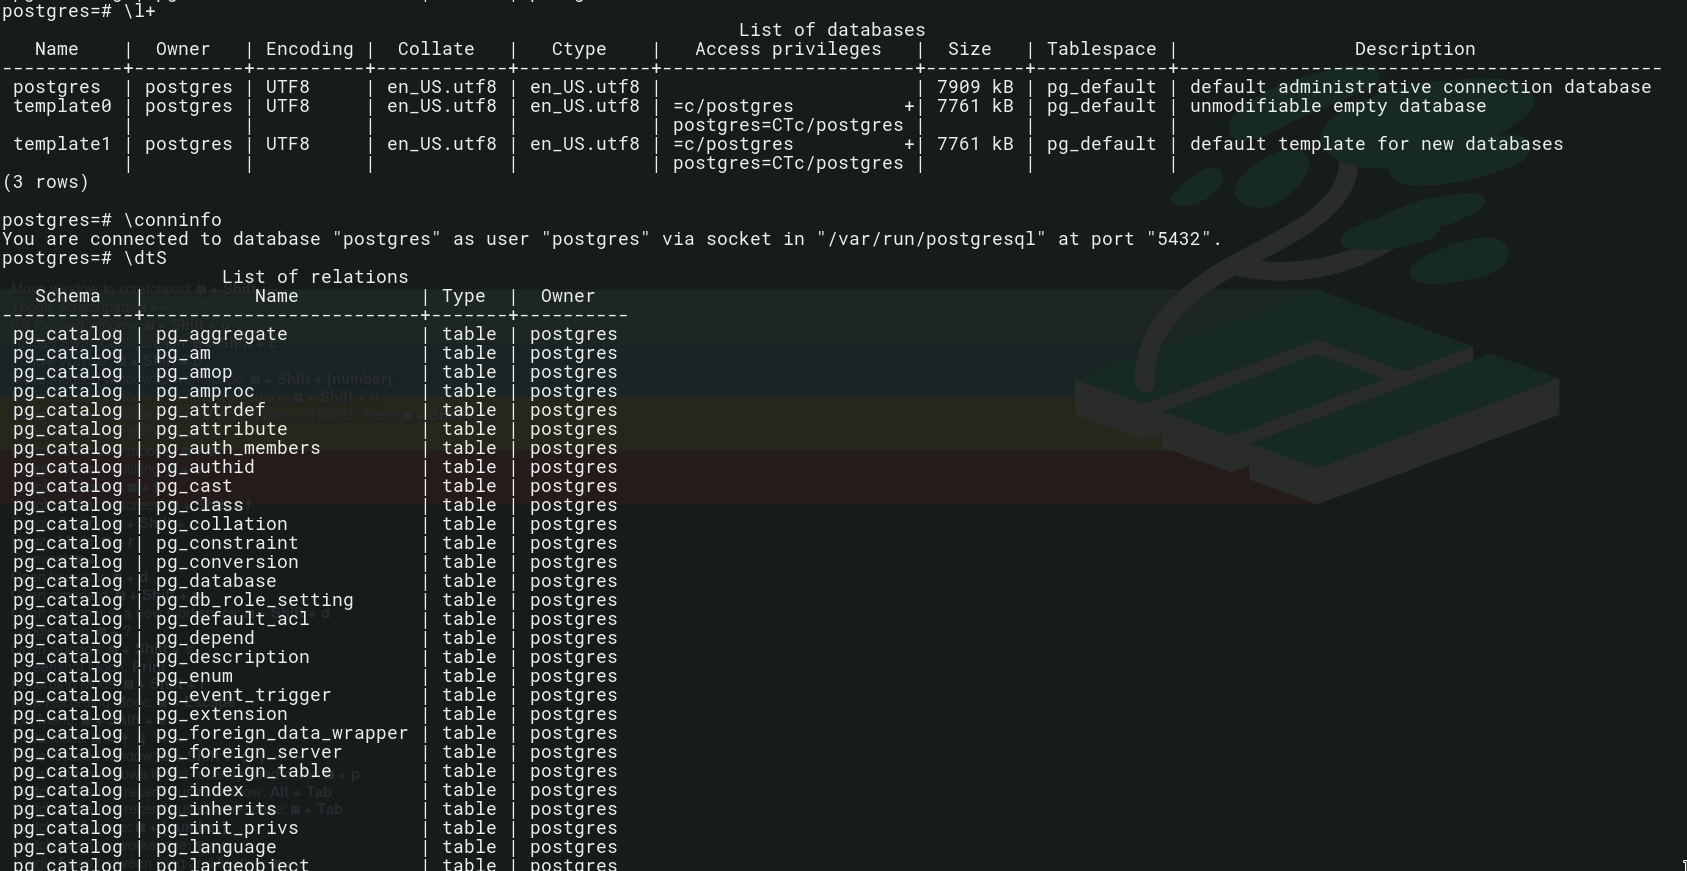 postgres=# \l+
List of databases
   Name    |  Owner   | Encoding |  Collate   |   Ctype    |   Access privileges   |  Size   | Tablespace |                Description
-----------+----------+----------+------------+------------+-----------------------+---------+------------+--------------------------------------------
 postgres  | postgres | UTF8     | en_US.utf8 | en_US.utf8 |                       | 7909 kB | pg_default | default administrative connection database
 template0 | postgres | UTF8     | en_US.utf8 | en_US.utf8 | =c/postgres          +| 7761 kB | pg_default | unmodifiable empty database
           |          |          |            |            | postgres=CTc/postgres |         |            |
 template1 | postgres | UTF8     | en_US.utf8 | en_US.utf8 | =c/postgres          +| 7761 kB | pg_default | default template for new databases
           |          |          |            |            | postgres=CTc/postgres |         |            |
(3 rows)
postgres=# \conninfo
You are connected to database "postgres" as user "postgres" via socket in "/var/run/postgresql" at port "5432".
postgres=# \dtS
List of relations
   Schema   |          Name           | Type  |  Owner
------------+-------------------------+-------+----------
 pg_catalog | pg_aggregate            | table | postgres
 pg_catalog | pg_am                   | table | postgres
 pg_catalog | pg_amop                 | table | postgres
 pg_catalog | pg_amproc               | table | postgres
 pg_catalog | pg_attrdef              | table | postgres
 pg_catalog | pg_attribute            | table | postgres
 pg_catalog | pg_auth_members         | table | postgres
 pg_catalog | pg_authid               | table | postgres
 pg_catalog | pg_cast                 | table | postgres
 pg_catalog | pg_class                | table | postgres
 pg_catalog | pg_collation            | table | postgres
 pg_catalog | pg_constraint           | table | postgres
 pg_catalog | pg_conversion           | table | postgres
 pg_catalog | pg_database             | table | postgres
 pg_catalog | pg_db_role_setting      | table | postgres
 pg_catalog | pg_default_acl          | table | postgres
 pg_catalog | pg_depend               | table | postgres
 pg_catalog | pg_description          | table | postgres
 pg_catalog | pg_enum                 | table | postgres
 pg_catalog | pg_event_trigger        | table | postgres
 pg_catalog | pg_extension            | table | postgres
 pg_catalog | pg_foreign_data_wrapper | table | postgres
 pg_catalog | pg_foreign_server       | table | postgres
 pg_catalog | pg_foreign_table        | table | postgres
 pg_catalog | pg_index                | table | postgres
 pg_catalog | pg_inherits             | table | postgres
 pg_catalog | pg_init_privs           | table | postgres
 pg_catalog | pg_language             | table | postgres
 pg_catalog | pg_largeobject          | table | postgres